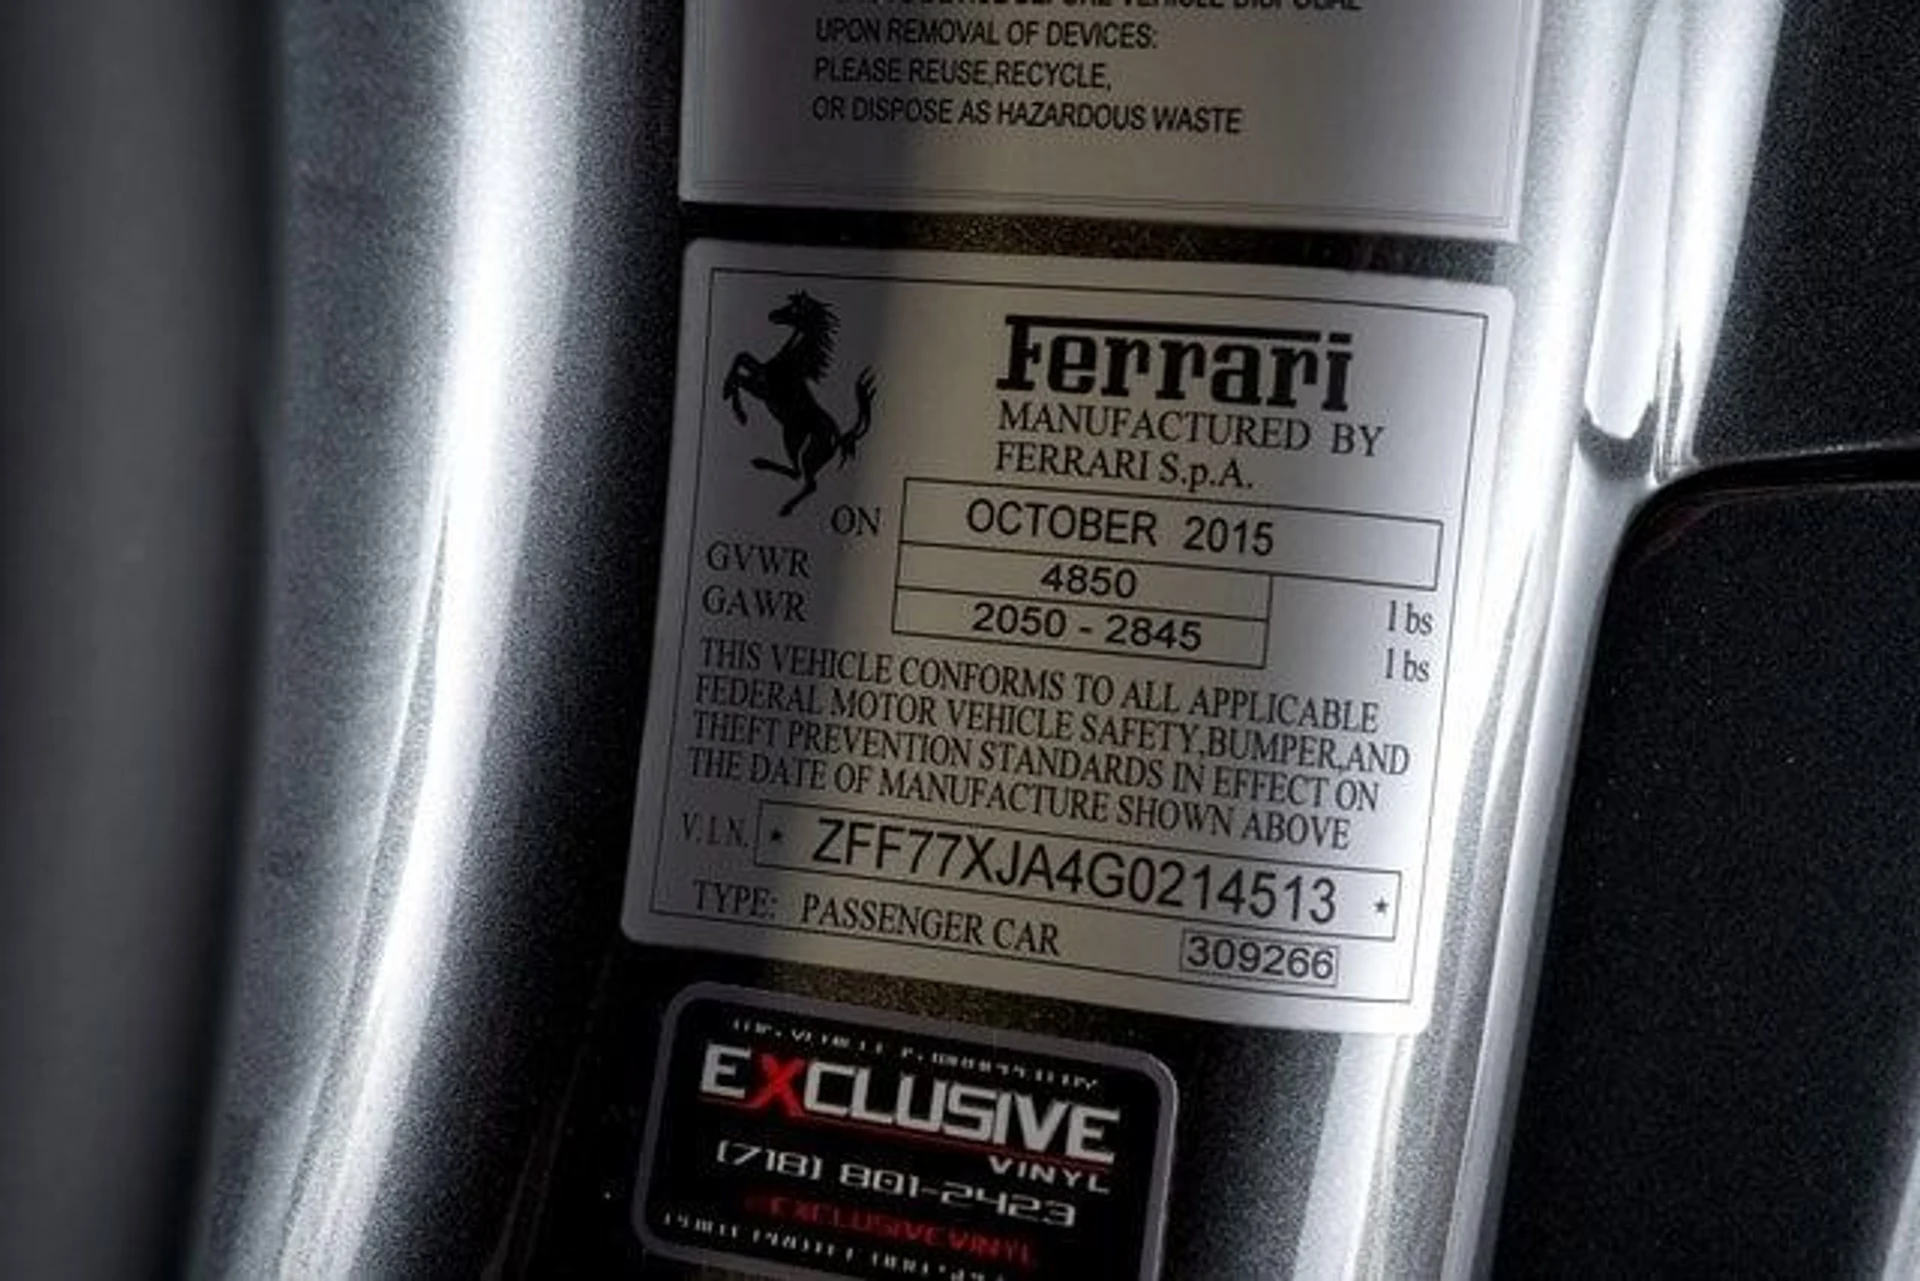 BEFORE VEHICLE DISPOSAL
UPON REMOVAL OF DEVICES:
PLEASE REUSE,RECYCLE,
OR DISPOSE AS HAZARDOUS WASTE
Ferrari
MANUFACTURED BY
FERRARI S.p.A.
ON OCTOBER 2015
GVWR 4850 lbs
GAWR 2050 - 2845 lbs
THIS VEHICLE CONFORMS TO ALL APPLICABLE
FEDERAL MOTOR VEHICLE SAFETY,BUMPER,AND
THEFT PREVENTION STANDARDS IN EFFECT ON
THE DATE OF MANUFACTURE SHOWN ABOVE
V.I.N. * ZFF77XJA4G0214513 *
TYPE: PASSENGER CAR 309266
EXCLUSIVE
VINYL
(718) 801-2423
@EXCLUSIVEVINYL